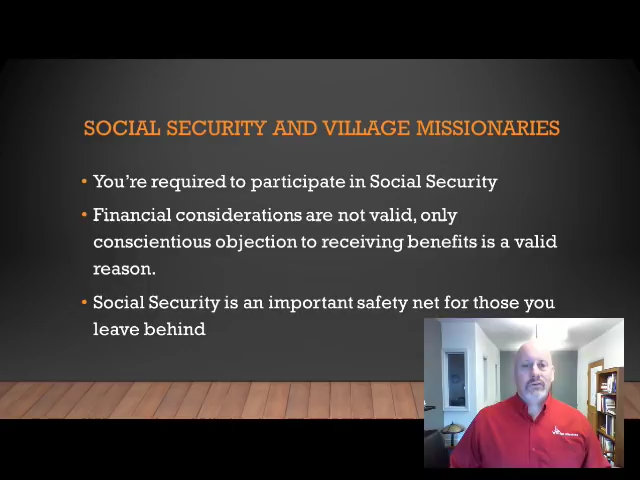 SOCIAL SECURITY AND VILLAGE MISSIONARIES
• You're required to participate in Social Security
• Financial considerations are not valid, only
conscientious objection to receiving benefits is a valid
reason.
• Social Security is an important safety net for those you
leave behind